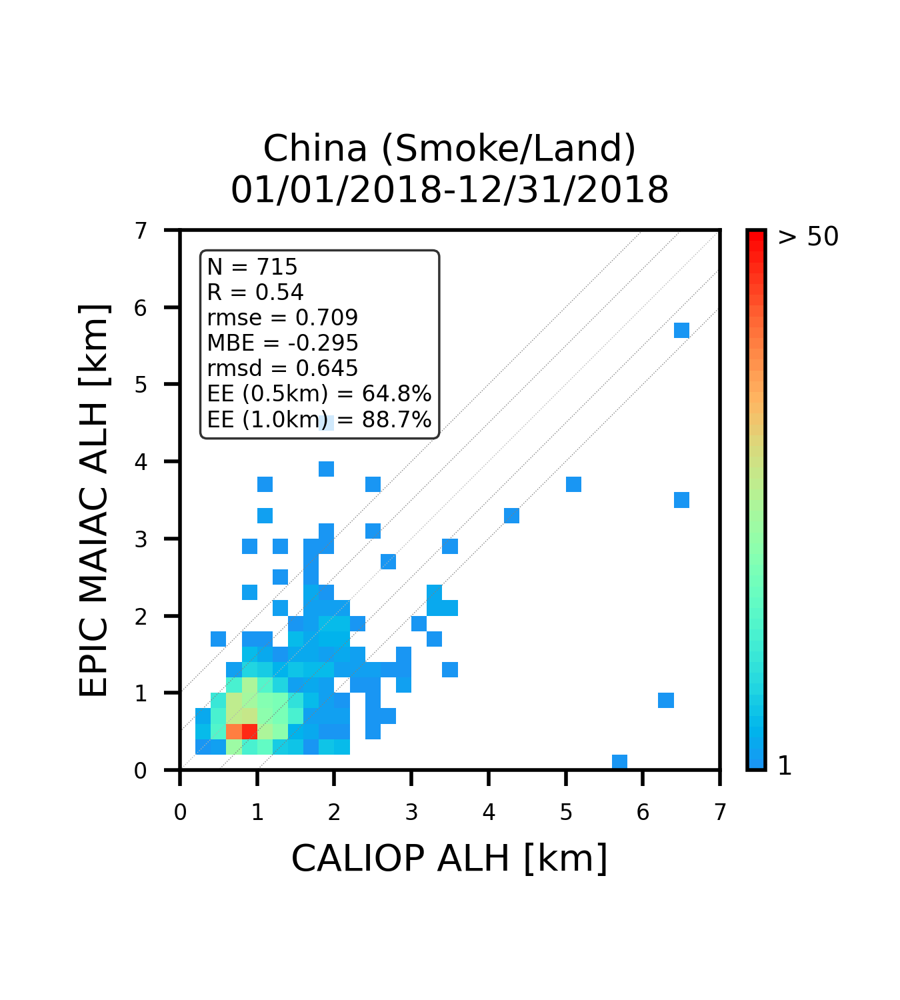 China (Smoke/Land)
01/01/2018-12/31/2018
7
6
5
4
3
2
1
0
EPIC MAIAC ALH [km]
N = 715
R = 0.54
rmse = 0.709
MBE = -0.295
rmsd = 0.645
EE (0.5km) = 64.8%
EE (1.0km) = 88.7%
> 50
1
0 1 2 3 4 5 6 7
CALIOP ALH [km]